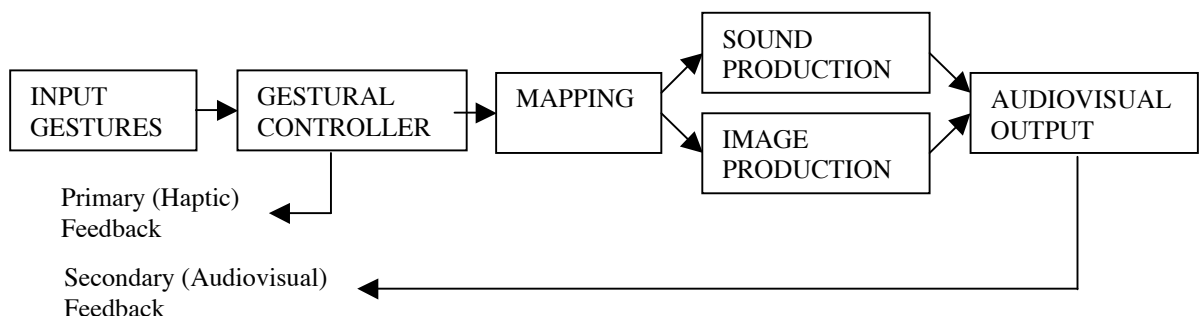 INPUT
GESTURES
GESTURAL
CONTROLLER
MAPPING
SOUND
PRODUCTION
IMAGE
PRODUCTION
AUDIOVISUAL
OUTPUT
Primary (Haptic)
Feedback
Secondary (Audiovisual)
Feedback